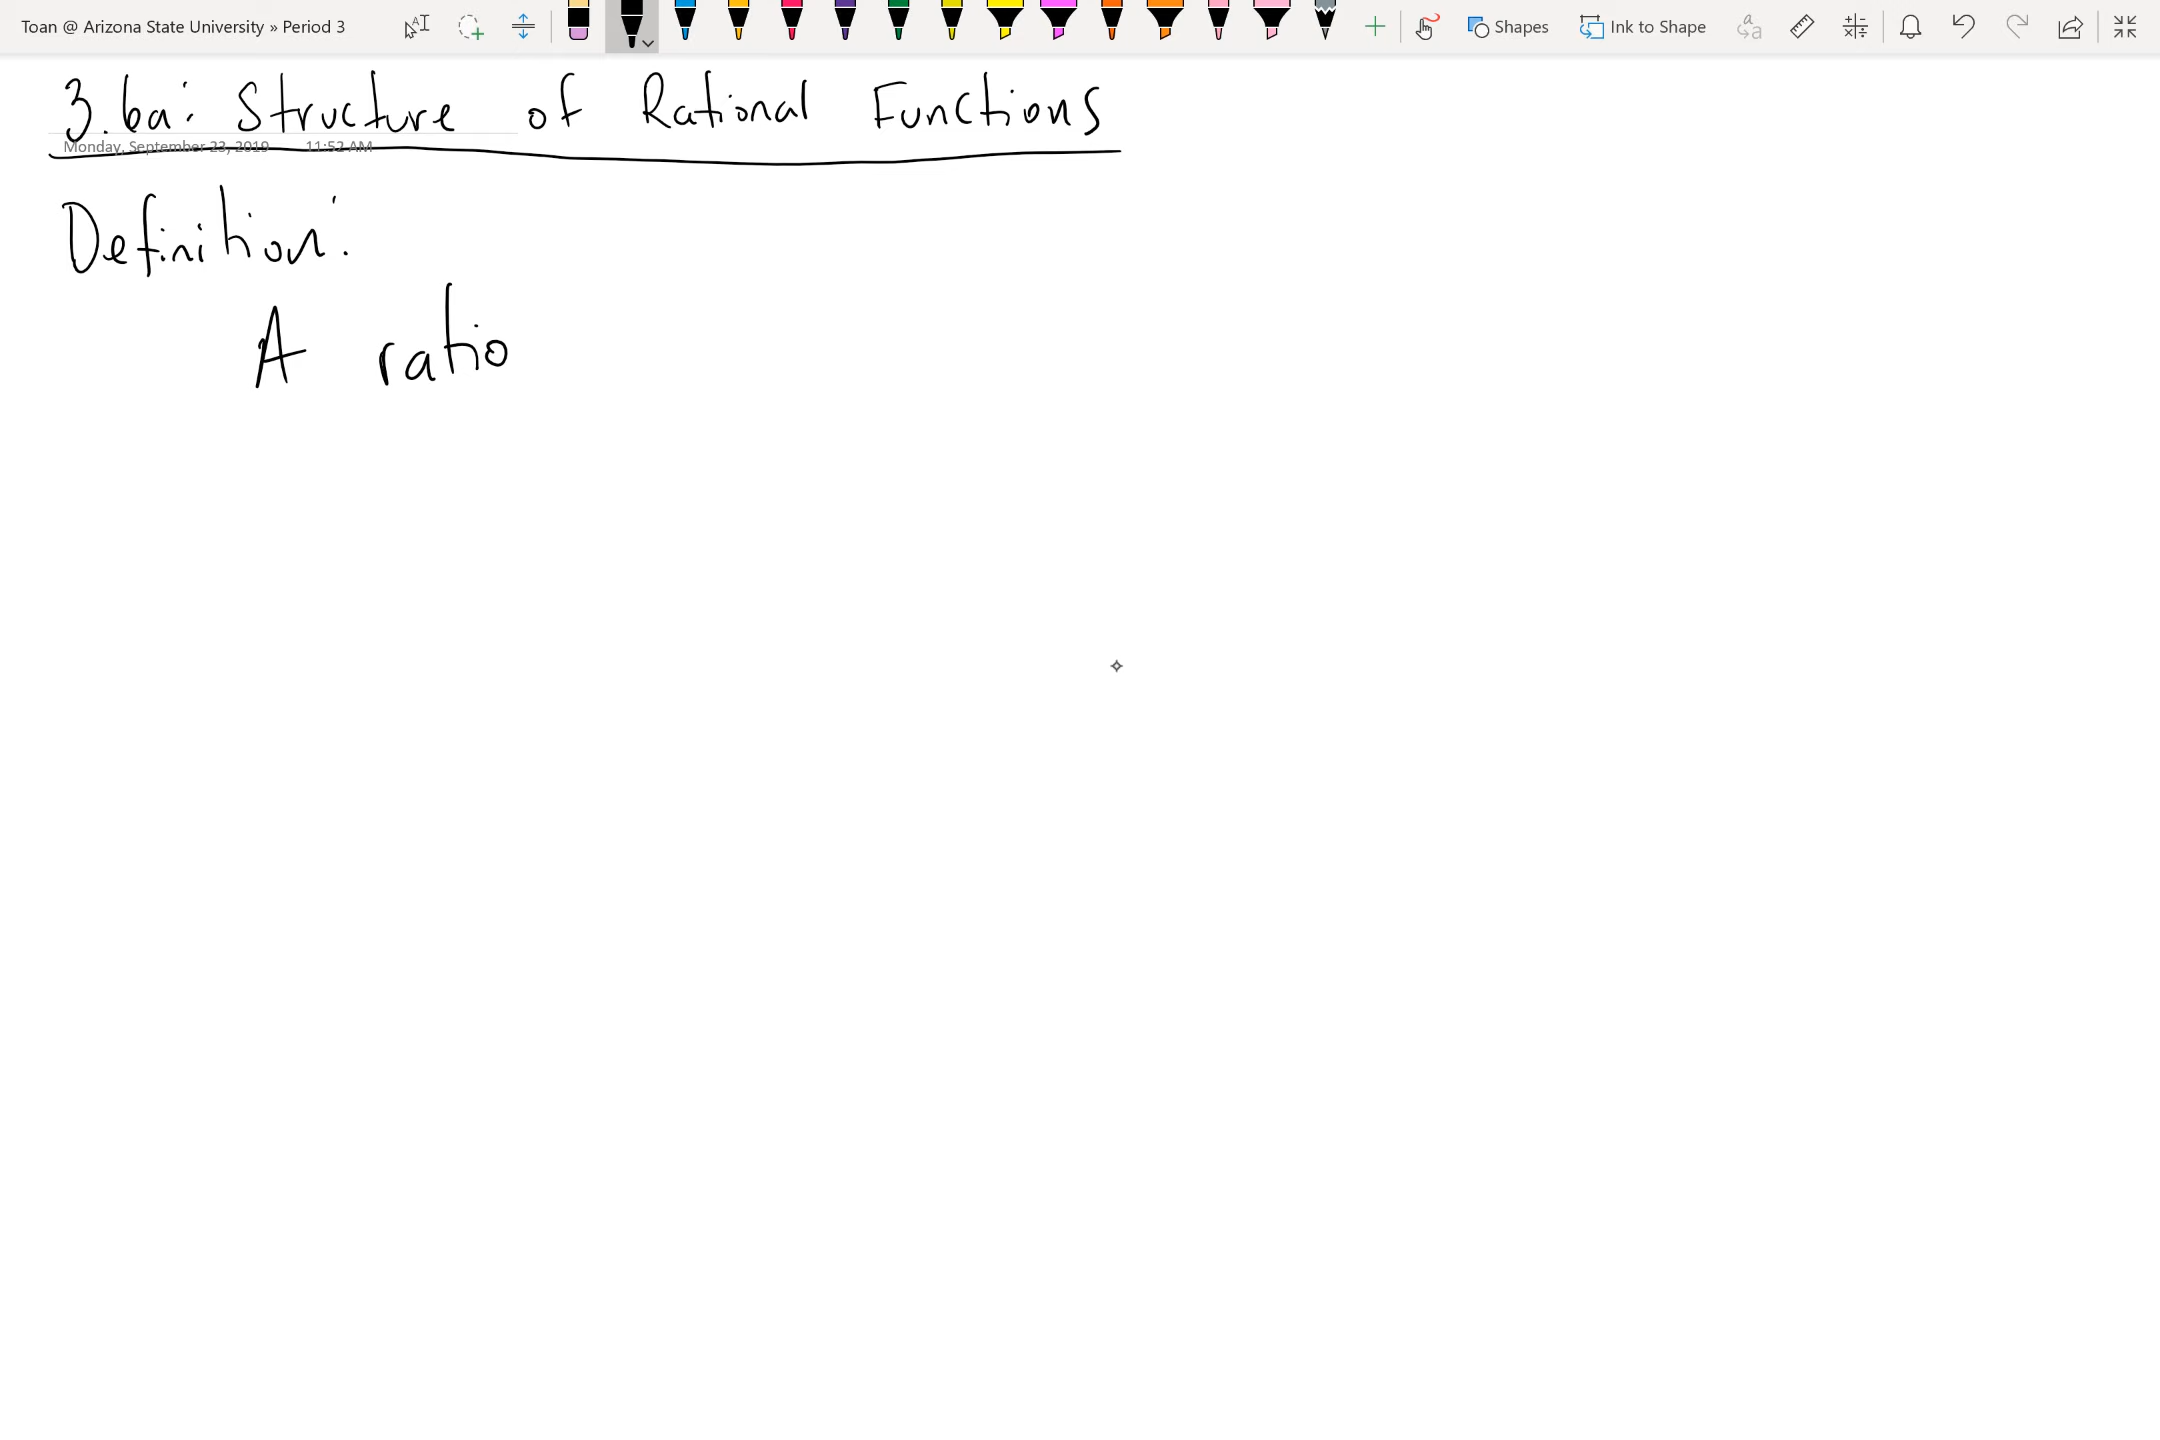 Toan @ Arizona State University » Period 3 Shapes Ink to Shape
3.6a: Structure of Rational Functions
Monday, September 23, 2019 11:52 AM
Definition:
A ratio